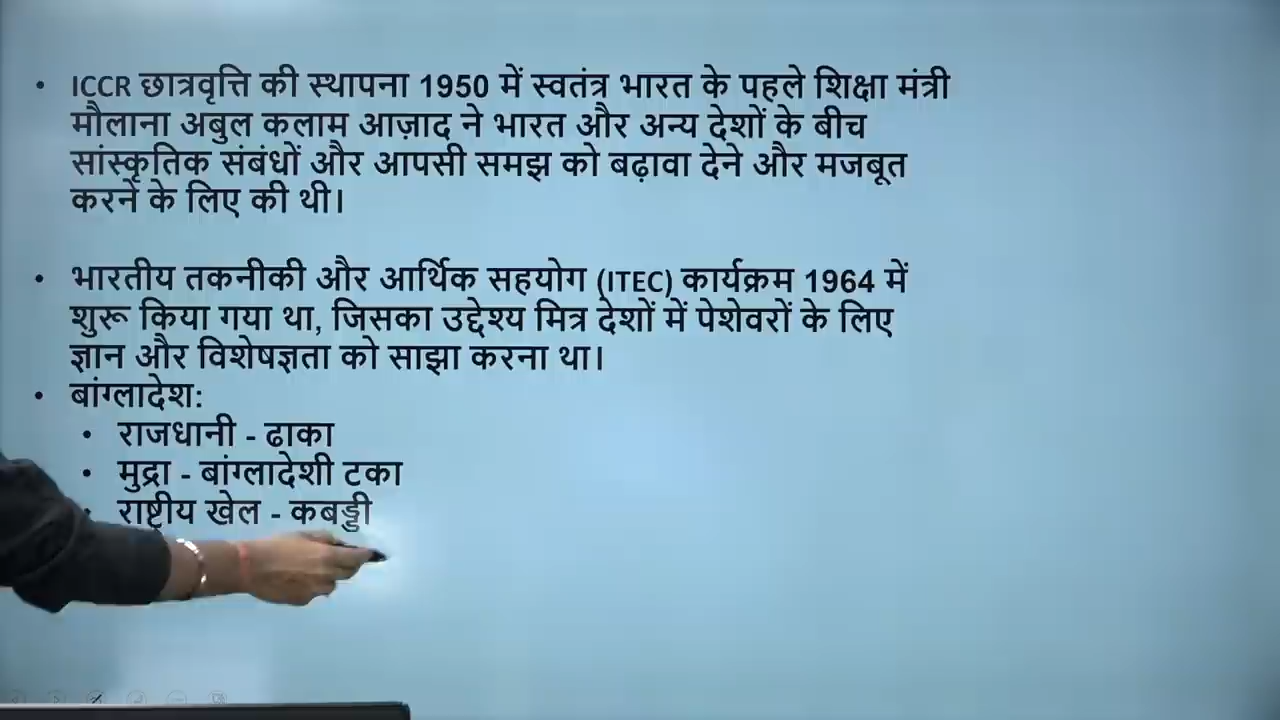 • ICCR छात्रवृत्ति की स्थापना 1950 में स्वतंत्र भारत के पहले शिक्षा मंत्री
मौलाना अबुल कलाम आज़ाद ने भारत और अन्य देशों के बीच
सांस्कृतिक संबंधों और आपसी समझ को बढ़ावा देने और मजबूत
करने के लिए की थी।
• भारतीय तकनीकी और आर्थिक सहयोग (ITEC) कार्यक्रम 1964 में
शुरू किया गया था, जिसका उद्देश्य मित्र देशों में पेशेवरों के लिए
ज्ञान और विशेषज्ञता को साझा करना था।
• बांग्लादेश:
• राजधानी - ढाका
• मुद्रा - बांग्लादेशी टका
• राष्ट्रीय खेल - कबड्डी